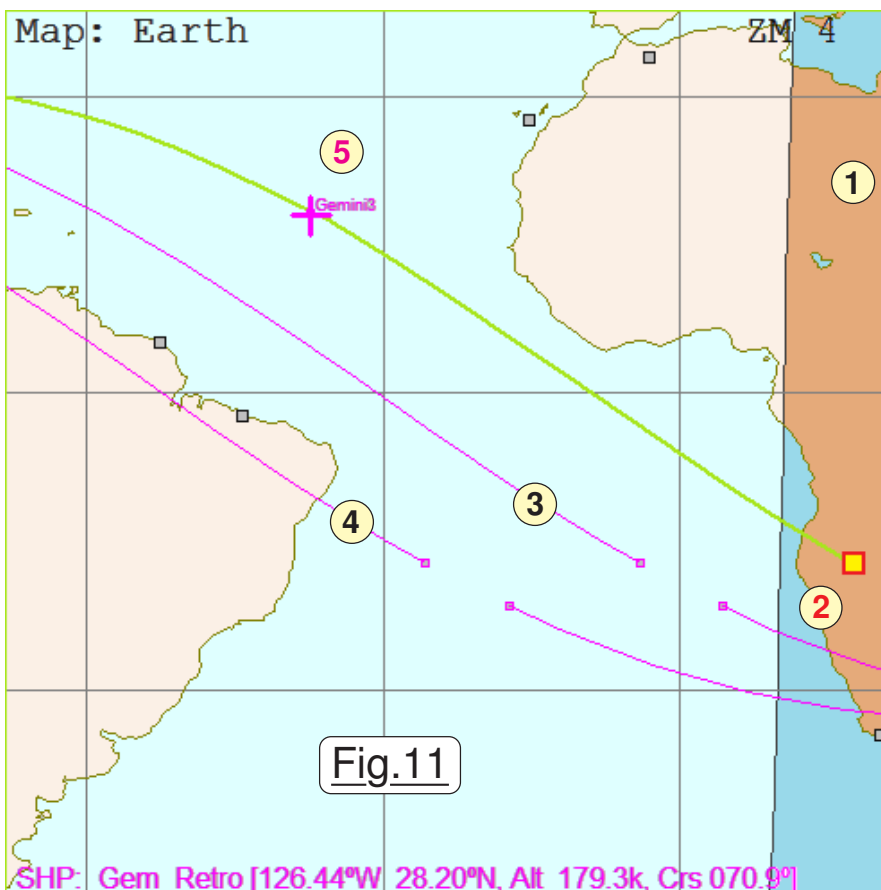 Map: Earth
ZM 4
5
1
Gemini3
3
4
2
Fig.11
SHP: Gem Retro [126.44ºW 28.20ºN, Alt 179.3k, Crs 070.9º]